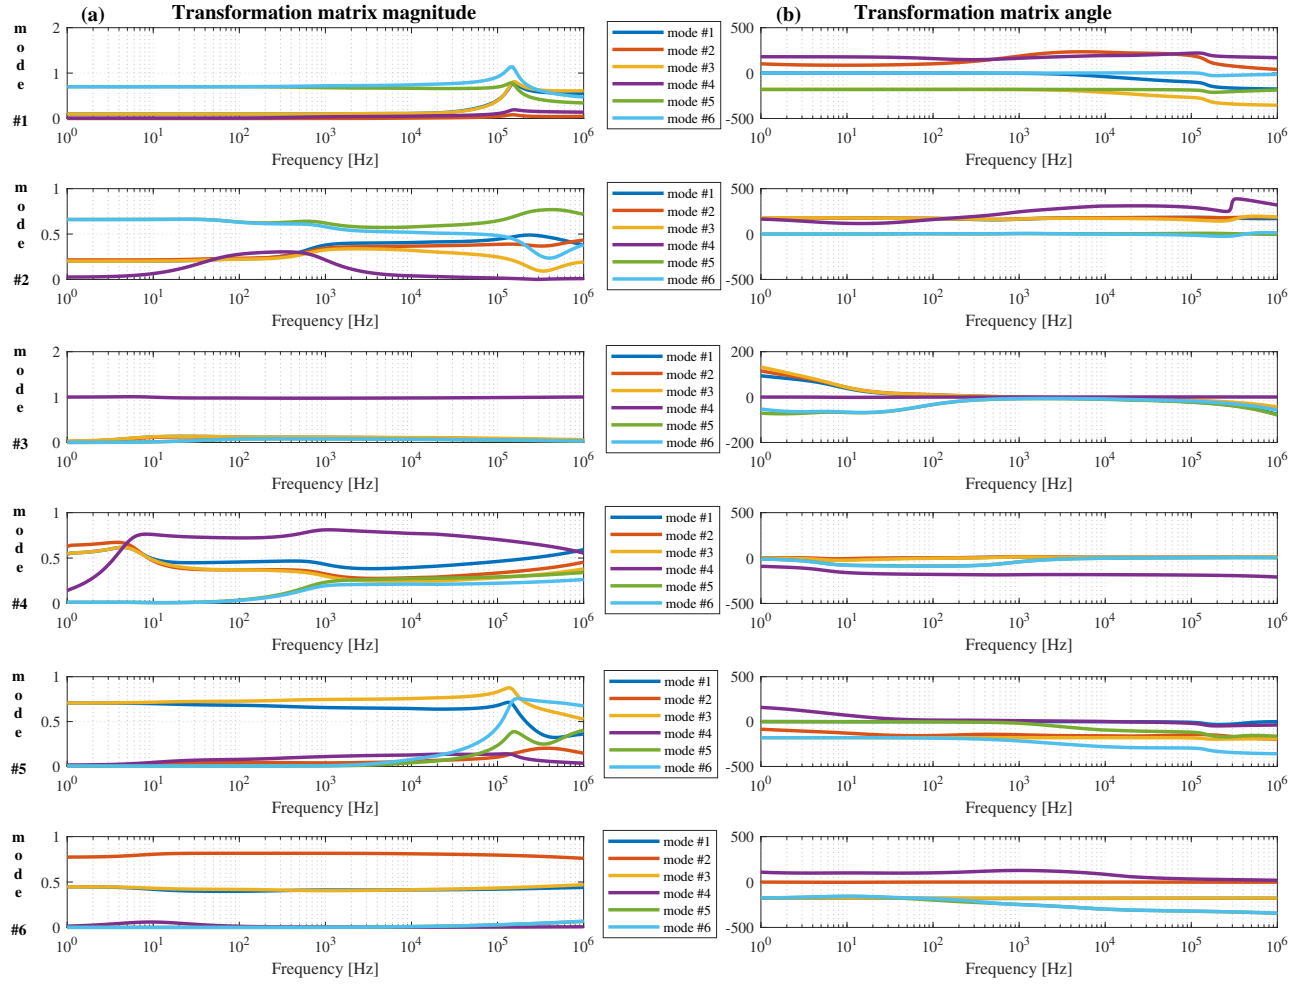 (a) Transformation matrix magnitude
(b) Transformation matrix angle
mode #1
2
1
0
10^0 10^1 10^2 10^3 10^4 10^5 10^6
Frequency [Hz]
mode #1
mode #2
mode #3
mode #4
mode #5
mode #6
500
0
-500
10^0 10^1 10^2 10^3 10^4 10^5 10^6
Frequency [Hz]
mode #2
1
0.5
0
10^0 10^1 10^2 10^3 10^4 10^5 10^6
Frequency [Hz]
mode #1
mode #2
mode #3
mode #4
mode #5
mode #6
500
0
-500
10^0 10^1 10^2 10^3 10^4 10^5 10^6
Frequency [Hz]
mode #3
2
1
0
10^0 10^1 10^2 10^3 10^4 10^5 10^6
Frequency [Hz]
mode #1
mode #2
mode #3
mode #4
mode #5
mode #6
200
0
-200
10^0 10^1 10^2 10^3 10^4 10^5 10^6
Frequency [Hz]
mode #4
1
0.5
0
10^0 10^1 10^2 10^3 10^4 10^5 10^6
Frequency [Hz]
mode #1
mode #2
mode #3
mode #4
mode #5
mode #6
500
0
-500
10^0 10^1 10^2 10^3 10^4 10^5 10^6
Frequency [Hz]
mode #5
1
0.5
0
10^0 10^1 10^2 10^3 10^4 10^5 10^6
Frequency [Hz]
mode #1
mode #2
mode #3
mode #4
mode #5
mode #6
500
0
-500
10^0 10^1 10^2 10^3 10^4 10^5 10^6
Frequency [Hz]
mode #6
1
0.5
0
10^0 10^1 10^2 10^3 10^4 10^5 10^6
Frequency [Hz]
mode #1
mode #2
mode #3
mode #4
mode #5
mode #6
500
0
-500
10^0 10^1 10^2 10^3 10^4 10^5 10^6
Frequency [Hz]